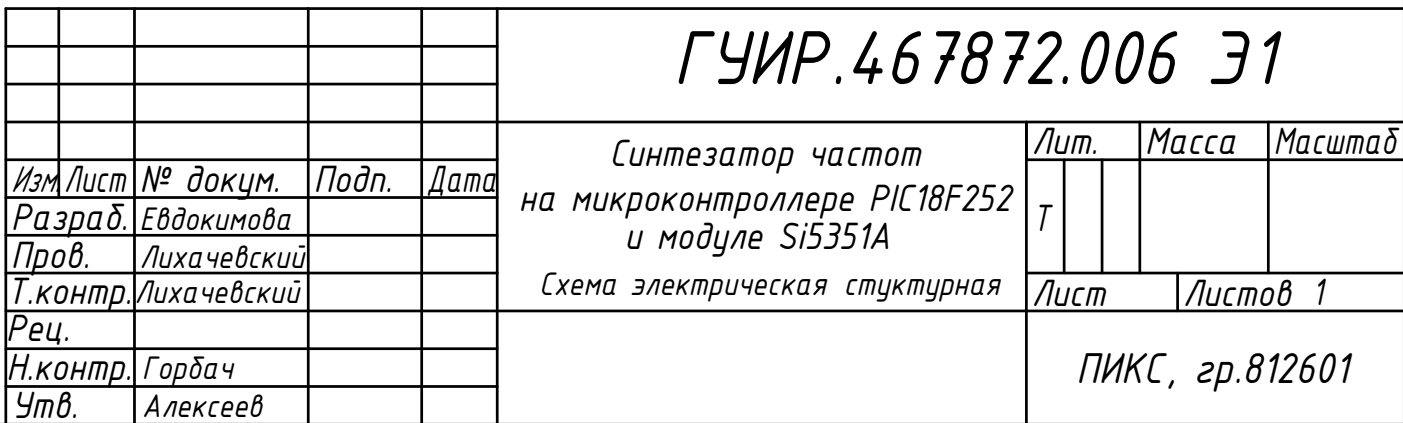 ГУИР.467872.006 Э1
Синтезатор частот
на микроконтроллере PIC18F252
и модуле Si5351A
Схема электрическая стуктурная
Лит. Масса Масштаб
Т
Лист Листов 1
ПИКС, гр.812601
Изм Лист № докум. Подп. Дата
Разраб. Евдокимова
Пров. Лихачевский
Т.контр. Лихачевский
Рец.
Н.контр. Горбач
Утв. Алексеев